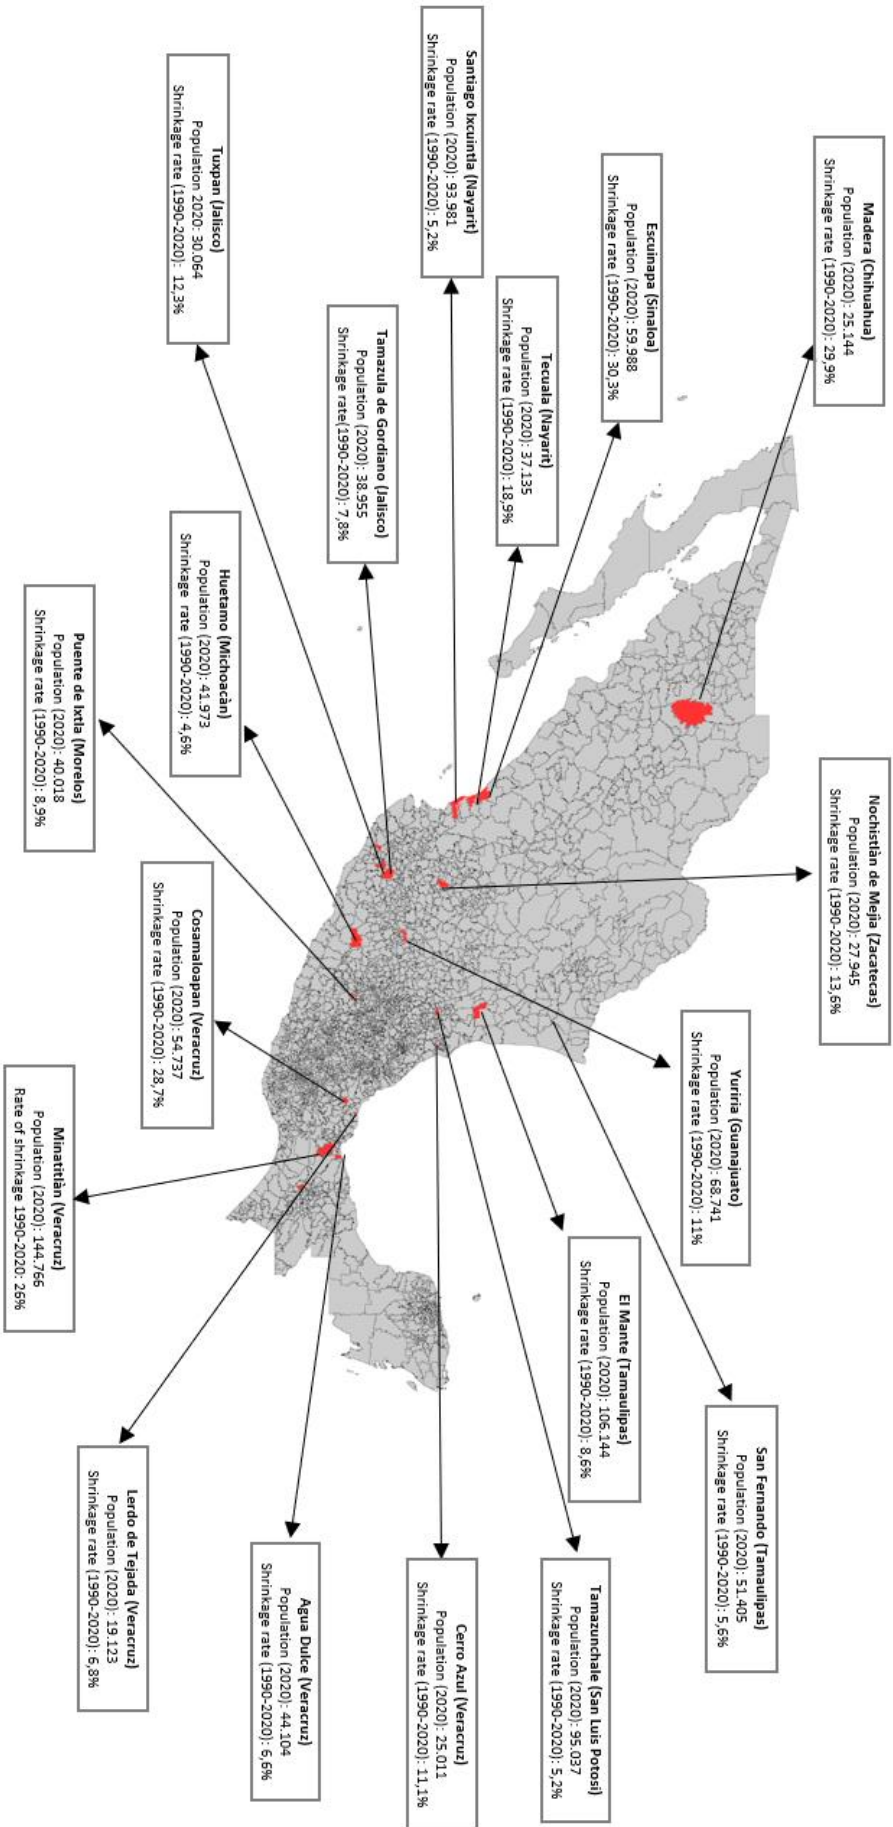 Madera (Chihuahua)
Population (2020): 25.144
Shrinkage rate (1990-2020): 29,9%
Nochistlàn de Mejia (Zacatecas)
Population (2020): 27.945
Shrinkage rate (1990-2020): 13,6%
San Fernando (Tamaulipas)
Population (2020): 51.405
Shrinkage rate (1990-2020): 5,6%
Yuriria (Guanajuato)
Population (2020): 68.741
Shrinkage rate (1990-2020): 11%
Escuinapa (Sinaloa)
Population (2020): 59.988
Shrinkage rate (1990-2020): 30,3%
El Mante (Tamaulipas)
Population (2020): 106.144
Shrinkage rate (1990-2020): 8,6%
Tamazunchale (San Luis Potosi)
Population (2020): 95.037
Shrinkage rate (1990-2020): 5,2%
Tecuala (Nayarit)
Population (2020): 37.135
Shrinkage rate (1990-2020): 18,9%
Santiago Ixcuintla (Nayarit)
Population (2020): 93.981
Shrinkage rate (1990-2020): 5,2%
Cerro Azul (Veracruz)
Population (2020): 25.011
Shrinkage rate (1990-2020): 11,1%
Tamazula de Gordiano (Jalisco)
Population (2020): 38.955
Shrinkage rate(1990-2020): 7,8%
Agua Dulce (Veracruz)
Population (2020): 44.104
Shrinkage rate (1990-2020): 6,6%
Tuxpan (Jalisco)
Population 2020: 30.064
Shrinkage rate (1990-2020): 12,3%
Huetamo (Michoacàn)
Population (2020): 41.973
Shrinkage rate (1990-2020): 4,6%
Cosamaloapan (Veracruz)
Population (2020): 54.737
Shrinkage rate (1990-2020): 28,7%
Lerdo de Tejada (Veracruz)
Population (2020): 19.123
Shrinkage rate (1990-2020): 6,8%
Puente de Ixtla (Morelos)
Population (2020): 40.018
Shrinkage rate (1990-2020): 8,9%
Minatitlàn (Veracruz)
Population (2020): 144.766
Rate of shrinkage 1990-2020: 26%